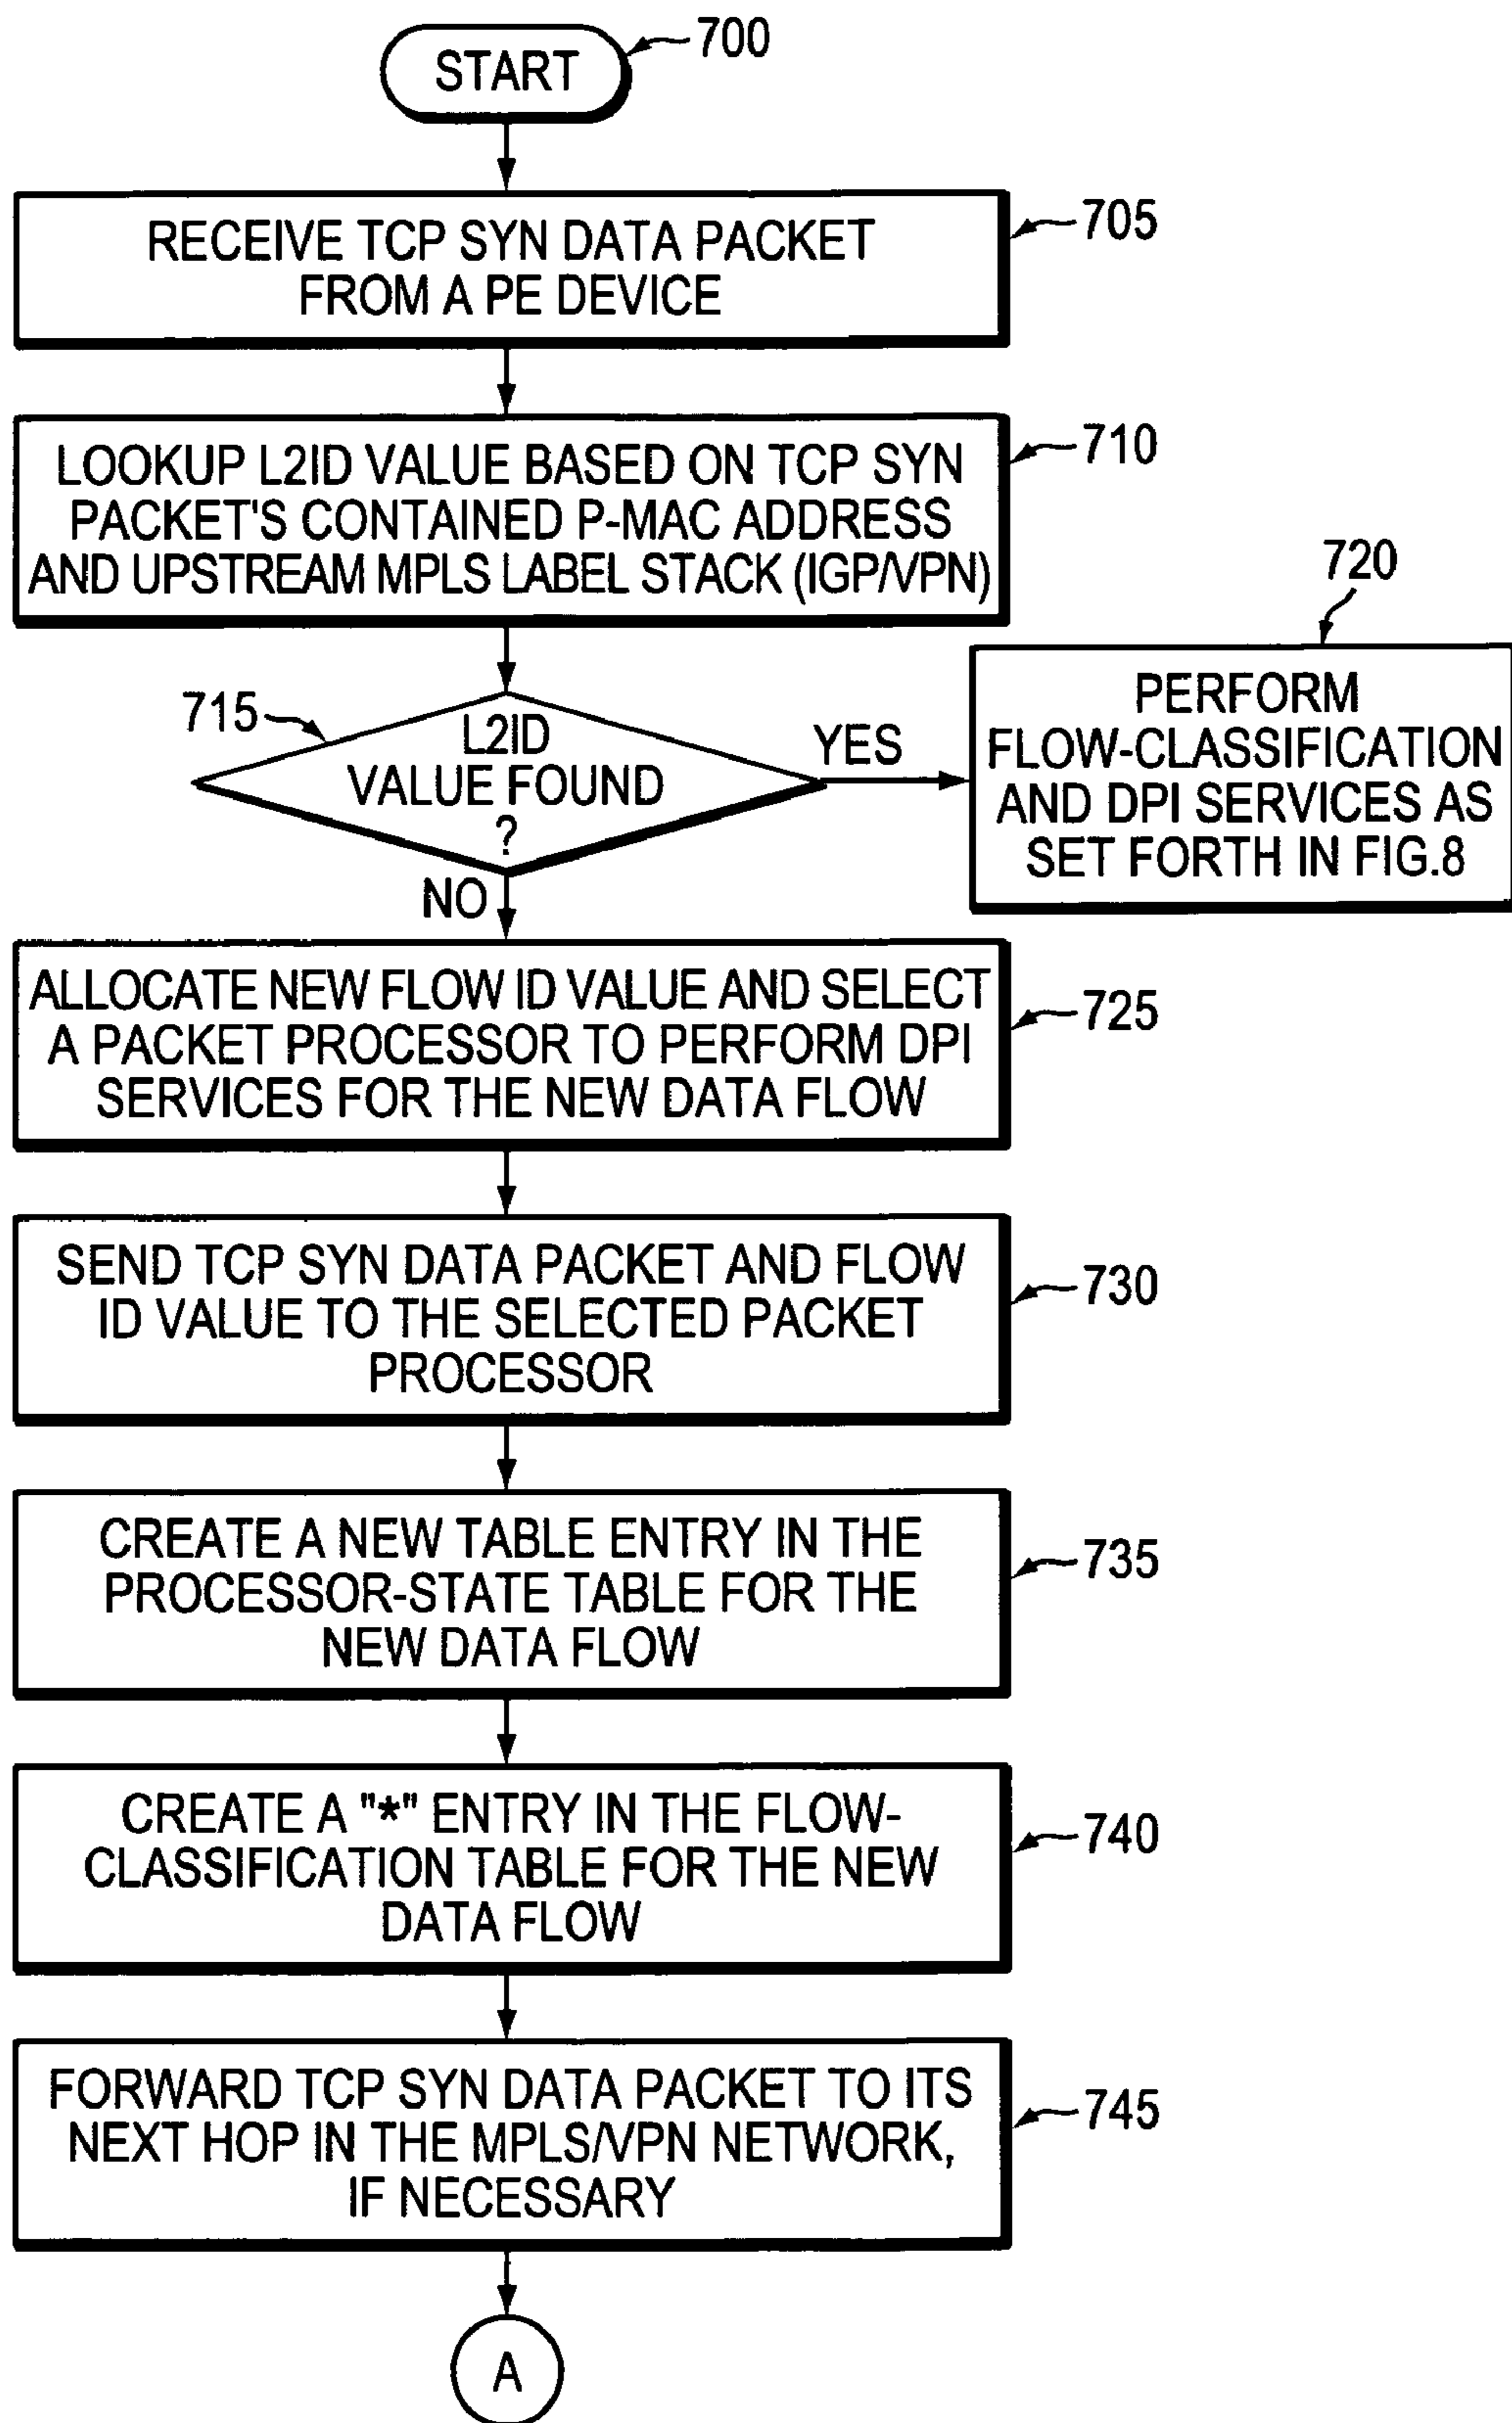 START
700
RECEIVE TCP SYN DATA PACKET
FROM A PE DEVICE
705
LOOKUP L2ID VALUE BASED ON TCP SYN
PACKET'S CONTAINED P-MAC ADDRESS
AND UPSTREAM MPLS LABEL STACK (IGP/VPN)
710
715
L2ID
VALUE FOUND
?
YES
NO
720
PERFORM
FLOW-CLASSIFICATION
AND DPI SERVICES AS
SET FORTH IN FIG.8
ALLOCATE NEW FLOW ID VALUE AND SELECT
A PACKET PROCESSOR TO PERFORM DPI
SERVICES FOR THE NEW DATA FLOW
725
SEND TCP SYN DATA PACKET AND FLOW
ID VALUE TO THE SELECTED PACKET
PROCESSOR
730
CREATE A NEW TABLE ENTRY IN THE
PROCESSOR-STATE TABLE FOR THE
NEW DATA FLOW
735
CREATE A "*" ENTRY IN THE FLOW-
CLASSIFICATION TABLE FOR THE NEW
DATA FLOW
740
FORWARD TCP SYN DATA PACKET TO ITS
NEXT HOP IN THE MPLS/VPN NETWORK,
IF NECESSARY
745
A